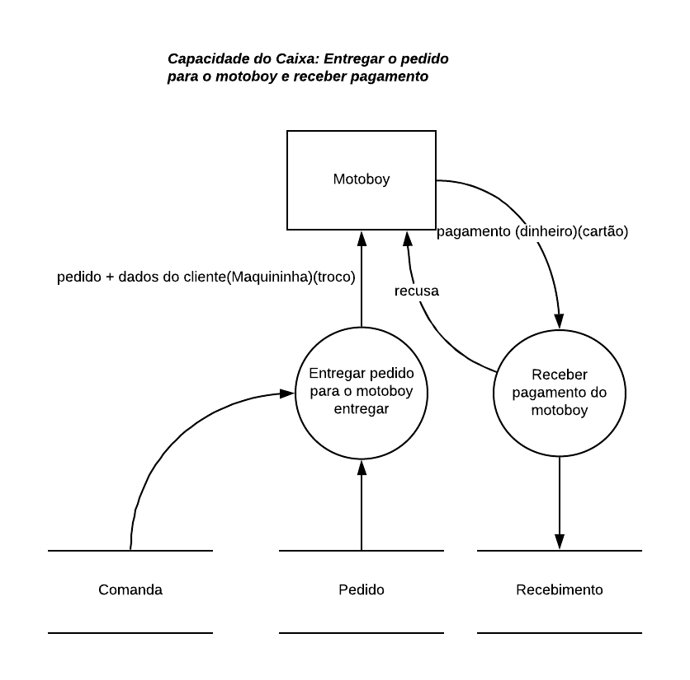 Capacidade do Caixa: Entregar o pedido
para o motoboy e receber pagamento
Motoboy
pagamento (dinheiro)(cartão)
pedido + dados do cliente(Maquininha)(troco)
recusa
Entregar pedido
para o motoboy
entregar
Receber
pagamento do
motoboy
Comanda
Pedido
Recebimento